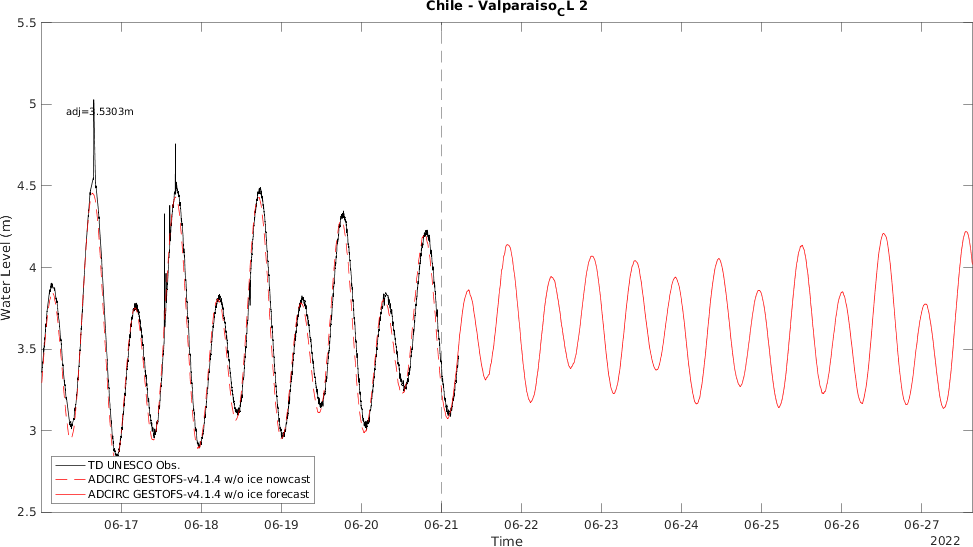 Chile - Valparaiso_CL 2
5.5
5
4.5
4
3.5
3
2.5
Water Level (m)
adj=3.5303m
TD UNESCO Obs.
ADCIRC GESTOFS-v4.1.4 w/o ice nowcast
ADCIRC GESTOFS-v4.1.4 w/o ice forecast
06-17 06-18 06-19 06-20 06-21 06-22 06-23 06-24 06-25 06-26 06-27
Time
2022